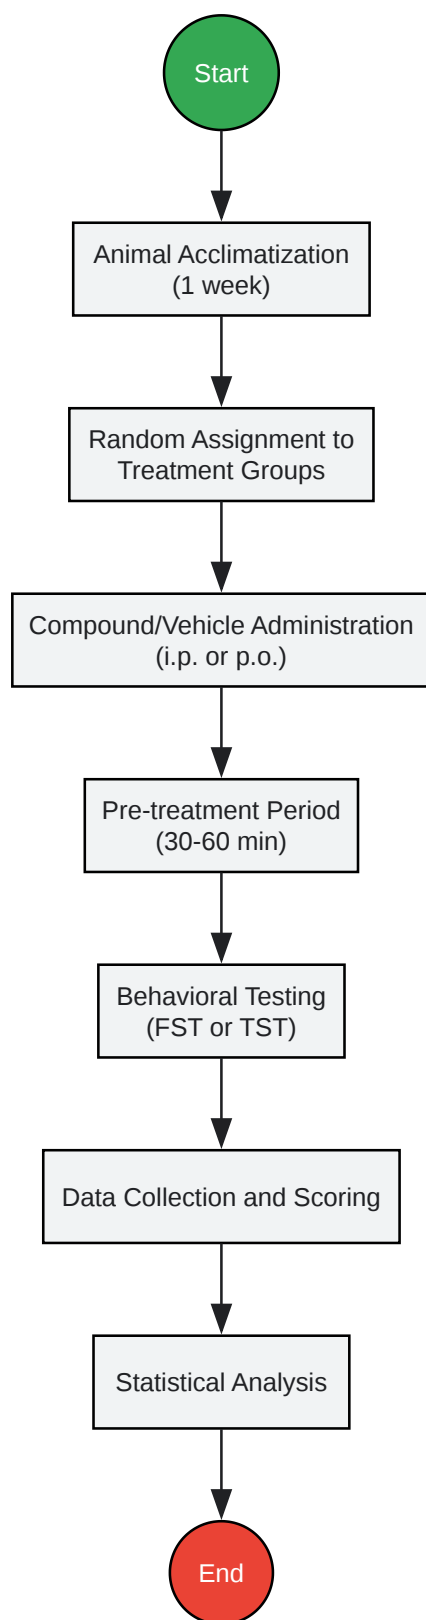 Start
Animal Acclimatization
(1 week)
Random Assignment to
Treatment Groups
Compound/Vehicle Administration
(i.p. or p.o.)
Pre-treatment Period
(30-60 min)
Behavioral Testing
(FST or TST)
Data Collection and Scoring
Statistical Analysis
End